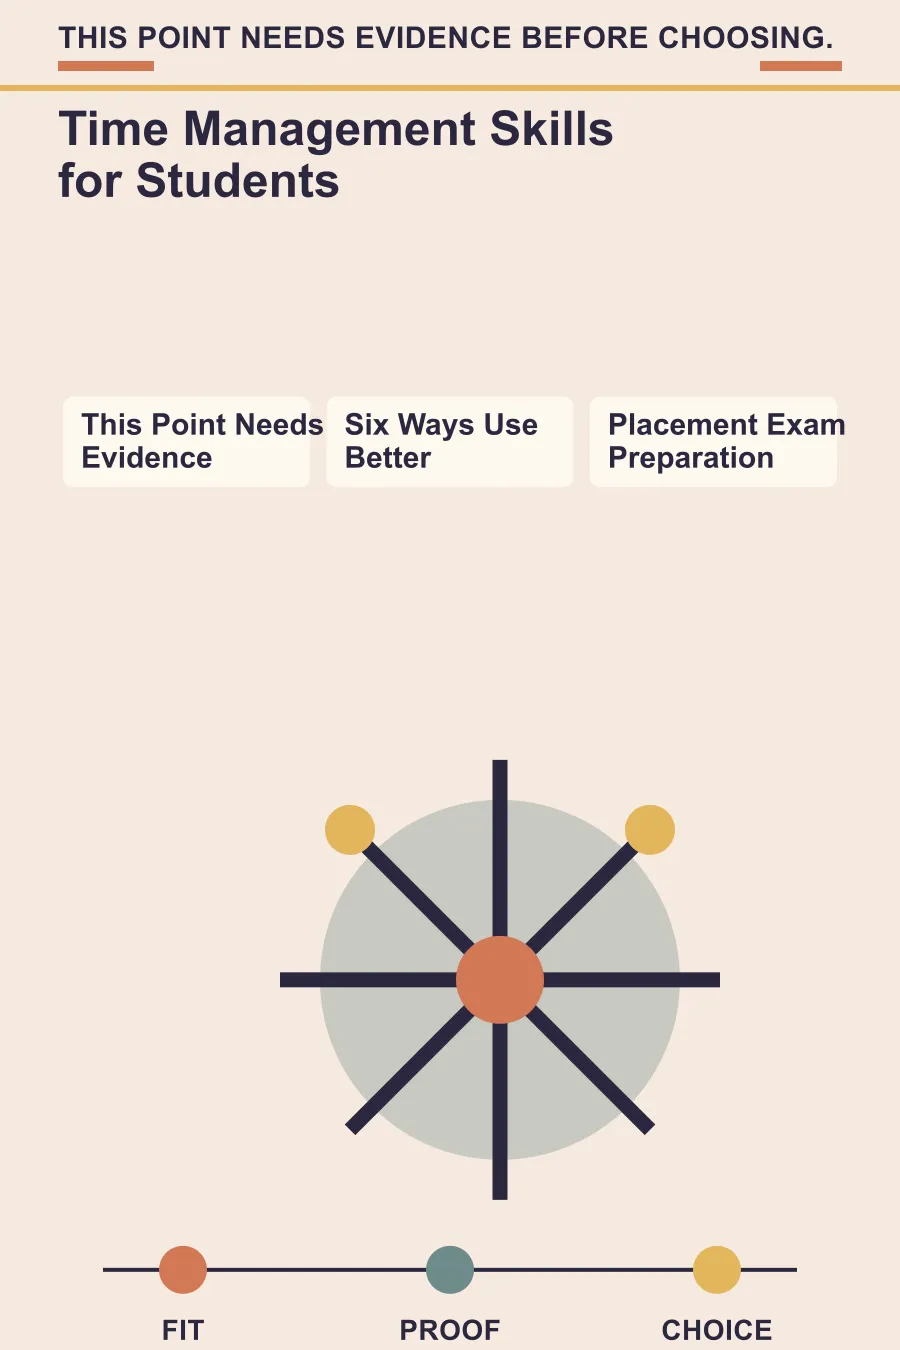 THIS POINT NEEDS EVIDENCE BEFORE CHOOSING.
Time Management Skills
for Students
This Point Needs
Evidence
Six Ways Use
Better
Placement Exam
Preparation
FIT
PROOF
CHOICE